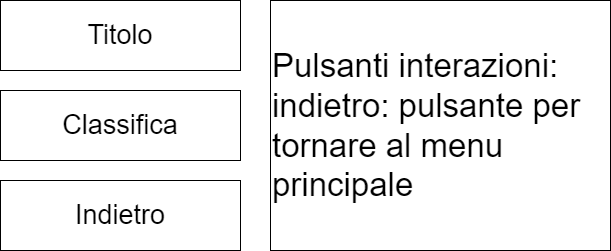 Titolo
Classifica
Indietro
Pulsanti interazioni:
indietro: pulsante per
tornare al menu
principale